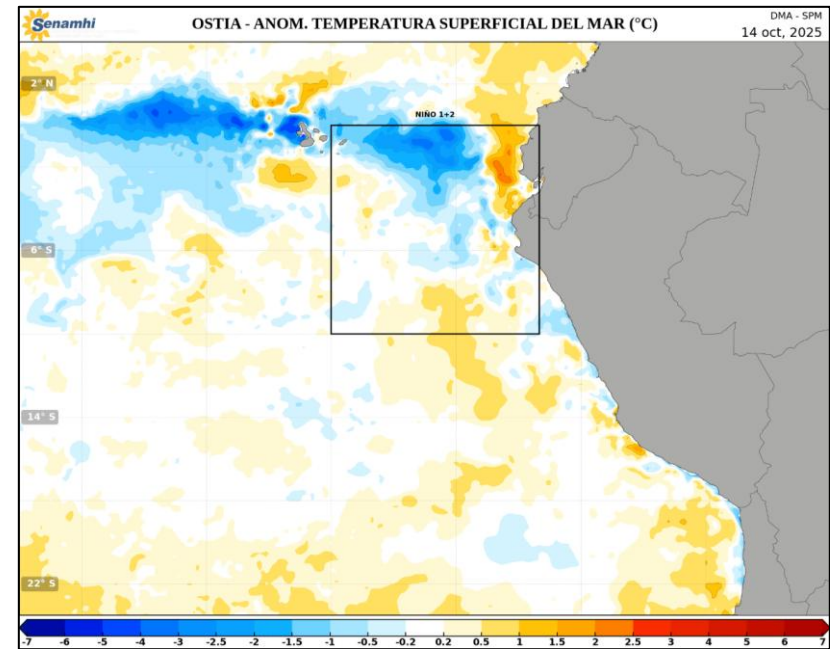 Senamhi
OSTIA - ANOM. TEMPERATURA SUPERFICIAL DEL MAR (°C)
DMA - SPM
14 oct, 2025
2° N
NIÑO 1+2
6° S
14° S
22° S
-7 -6 -5 -4 -3 -2.5 -2 -1.5 -1 -0.5 -0.2 0.2 0.5 1 1.5 2 2.5 3 4 5 6 7